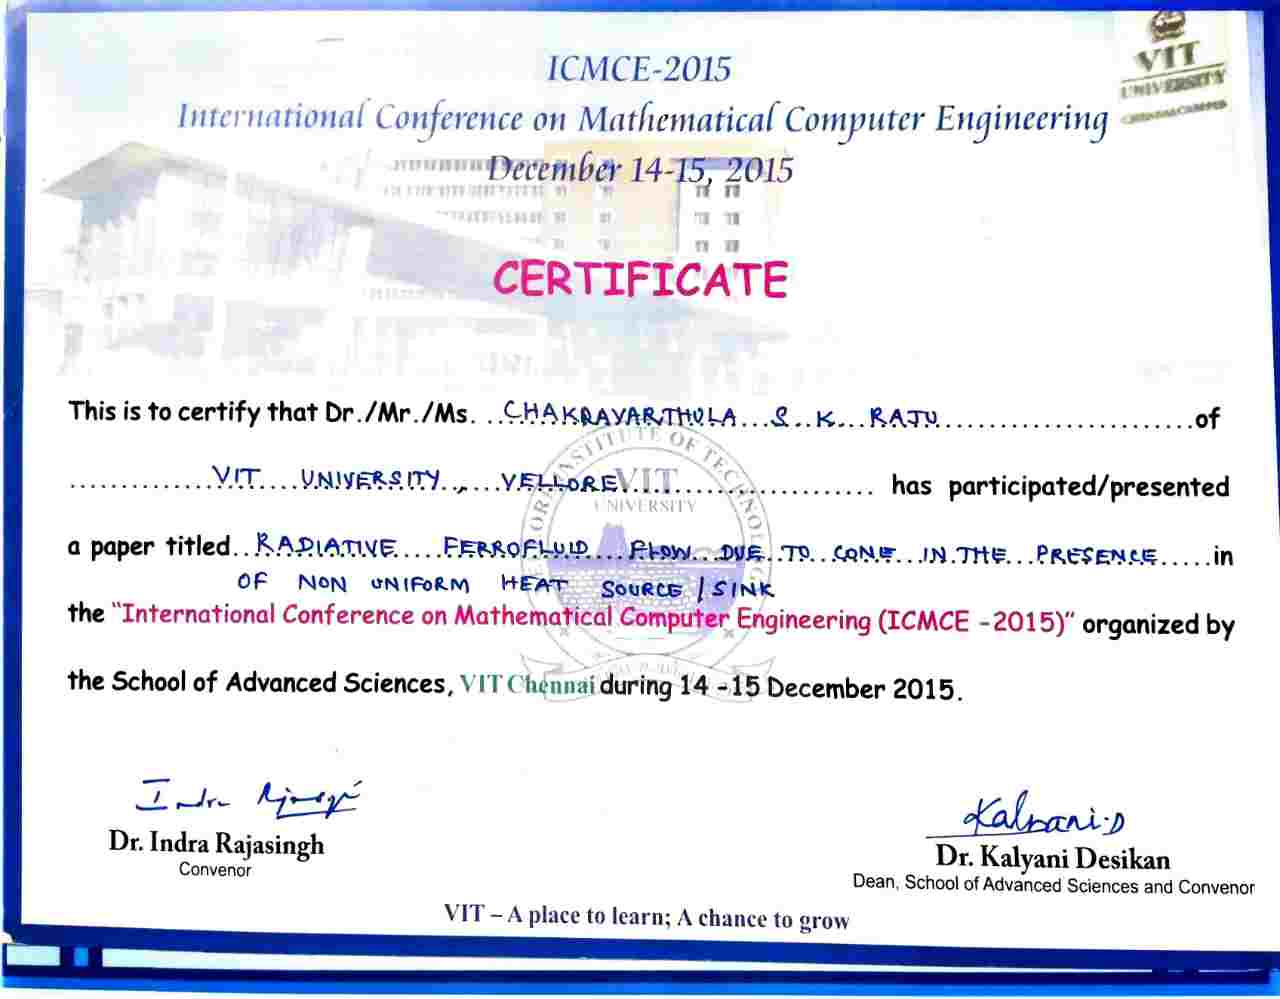 VIT
UNIVERSITY
CHENNAI CAMPUS
ICMCE-2015
International Conference on Mathematical Computer Engineering
December 14-15, 2015
CERTIFICATE
This is to certify that Dr./Mr./Ms. CHAKRAVARTHULA S. K. RAJU of
VIT UNIVERSITY, VELLORE has participated/presented
a paper titled RADIATIVE FERROFLUID FLOW DUE TO CONE IN THE PRESENCE in
OF NON UNIFORM HEAT SOURCE / SINK
the "International Conference on Mathematical Computer Engineering (ICMCE -2015)" organized by
the School of Advanced Sciences, VIT Chennai during 14 -15 December 2015.
VELLORE INSTITUTE OF TECHNOLOGY
VIT
UNIVERSITY
Indra Rajasingh
Dr. Indra Rajasingh
Convenor
Kalyani.D
Dr. Kalyani Desikan
Dean, School of Advanced Sciences and Convenor
VIT – A place to learn; A chance to grow